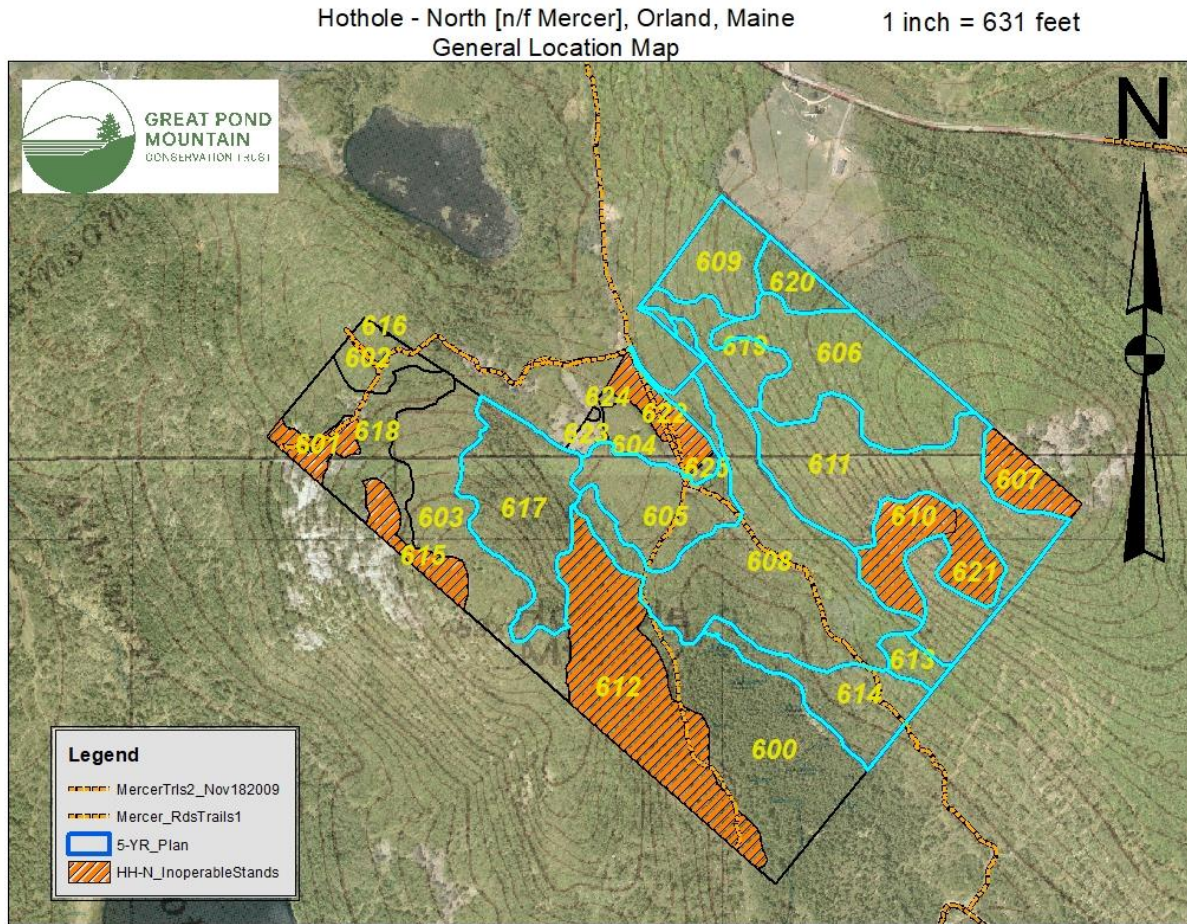 Hothole - North [n/f Mercer], Orland, Maine
General Location Map
1 inch = 631 feet
GREAT POND
MOUNTAIN
CONSERVATION TRUST
N
609
620
619
606
616
602
624
622
601
618
623
604
625
611
607
603
617
605
610
615
608
621
613
612
614
600
Legend
MercerTrls2_Nov182009
Mercer_RdsTrails1
5-YR_Plan
HH-N_InoperableStands